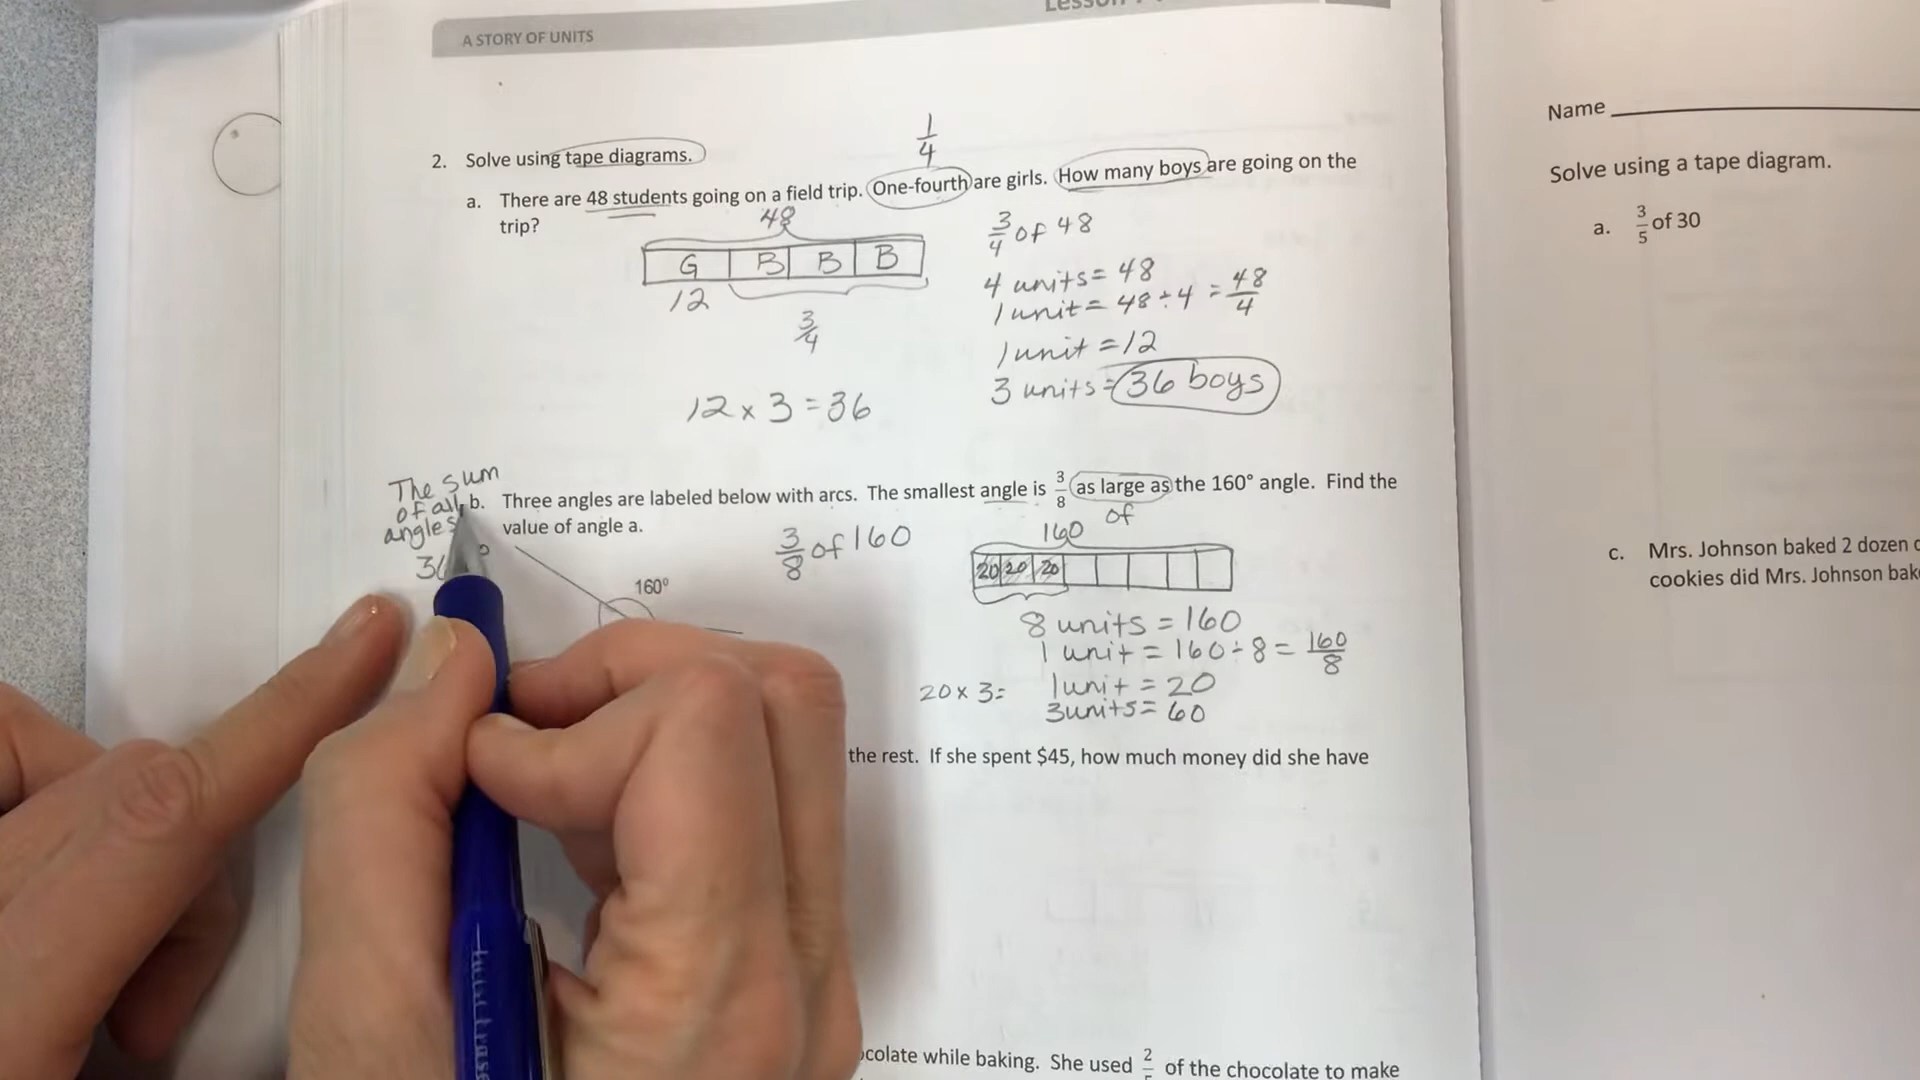 A STORY OF UNITS
Lesson
2. Solve using tape diagrams.
1/4
a. There are 48 students going on a field trip. One-fourth are girls. How many boys are going on the
trip?
48
G B B B
12
3/4
12 x 3 = 36
3/4 of 48
4 units = 48
1 unit = 48 ÷ 4 = 48/4
1 unit = 12
3 units = 36 boys
The sum
of all
angles
b. Three angles are labeled below with arcs. The smallest angle is 3/8 as large as the 160° angle. Find the
value of angle a.
of
160°
3/8 of 160
160
20 20 20
8 units = 160
1 unit = 160 ÷ 8 = 160/8
1 unit = 20
20 x 3 =
3 units = 60
the rest. If she spent $45, how much money did she have
colate while baking. She used 2/ of the chocolate to make
Name
Solve using a tape diagram.
a. 3/5 of 30
c. Mrs. Johnson baked 2 dozen
cookies did Mrs. Johnson